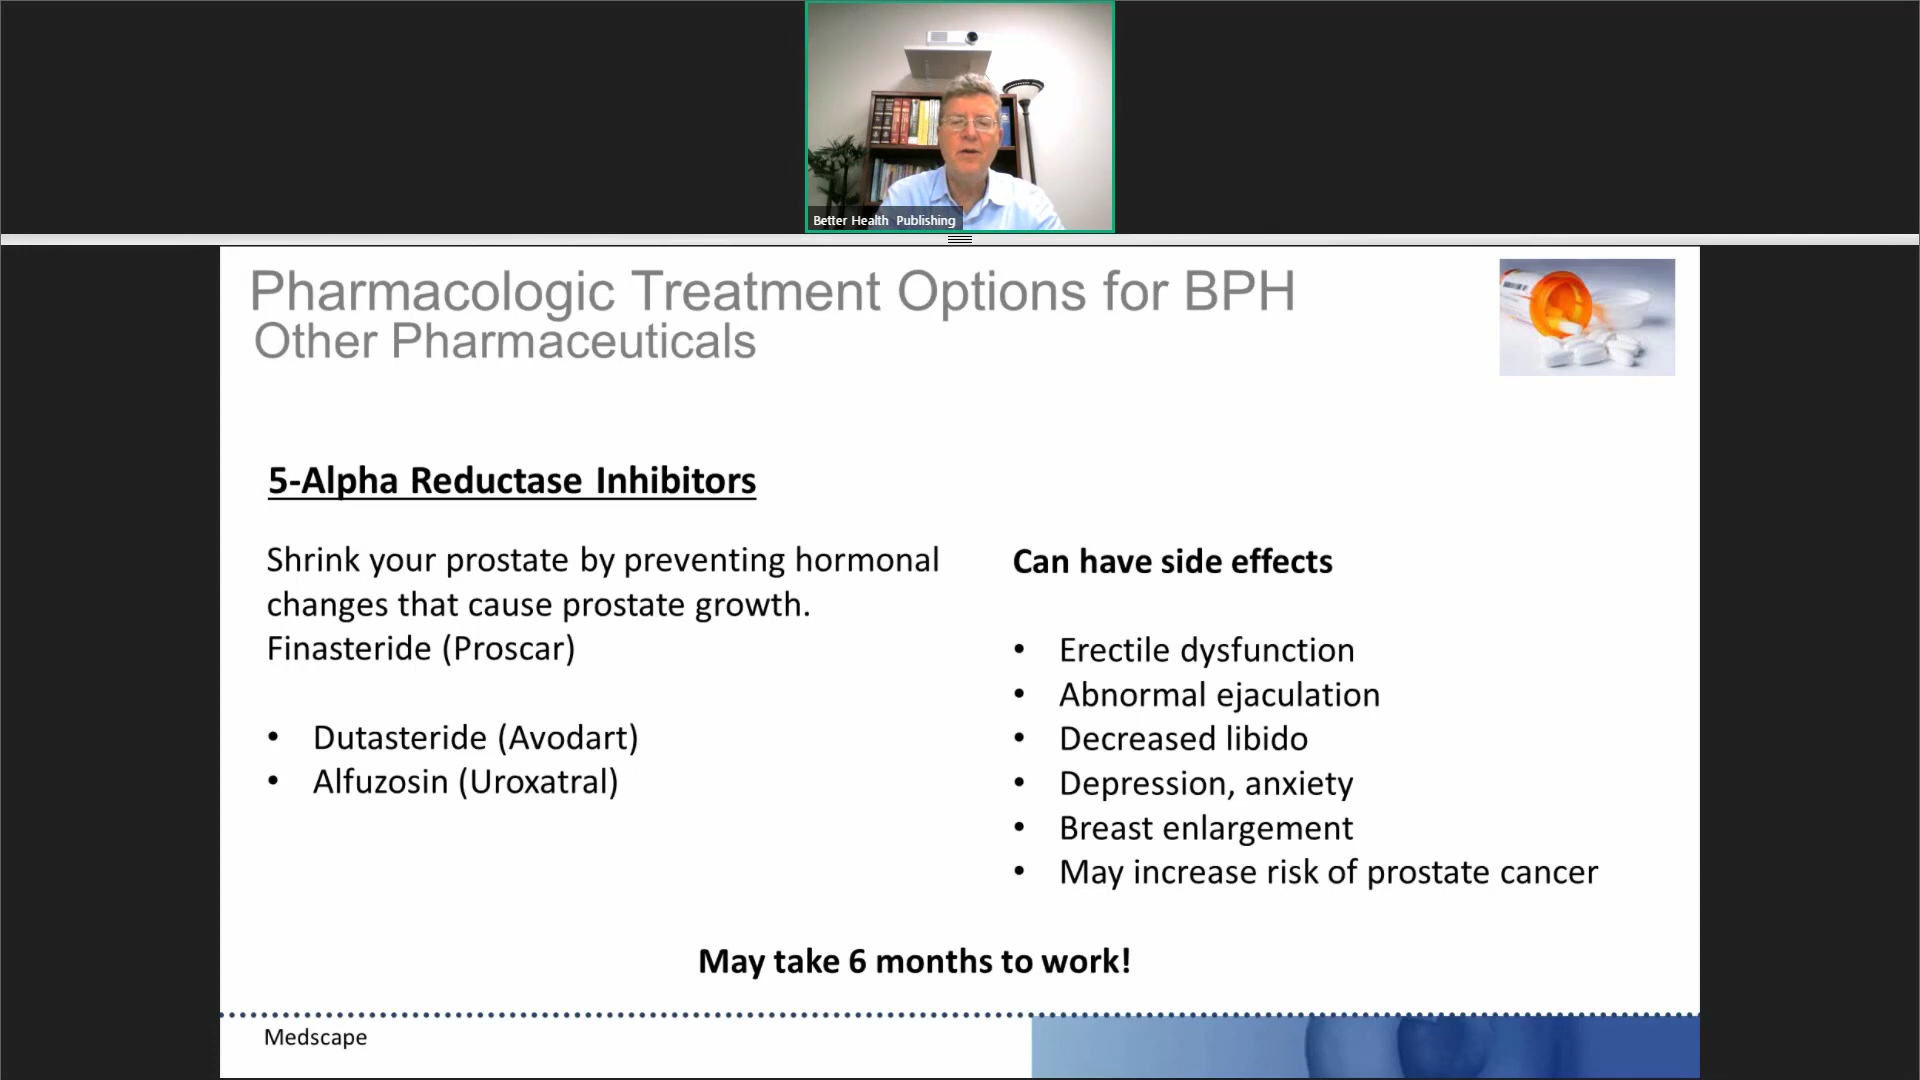 Better Health Publishing
Pharmacologic Treatment Options for BPH
Other Pharmaceuticals
5-Alpha Reductase Inhibitors
Shrink your prostate by preventing hormonal
changes that cause prostate growth.
Finasteride (Proscar)
• Dutasteride (Avodart)
• Alfuzosin (Uroxatral)
Can have side effects
• Erectile dysfunction
• Abnormal ejaculation
• Decreased libido
• Depression, anxiety
• Breast enlargement
• May increase risk of prostate cancer
May take 6 months to work!
Medscape